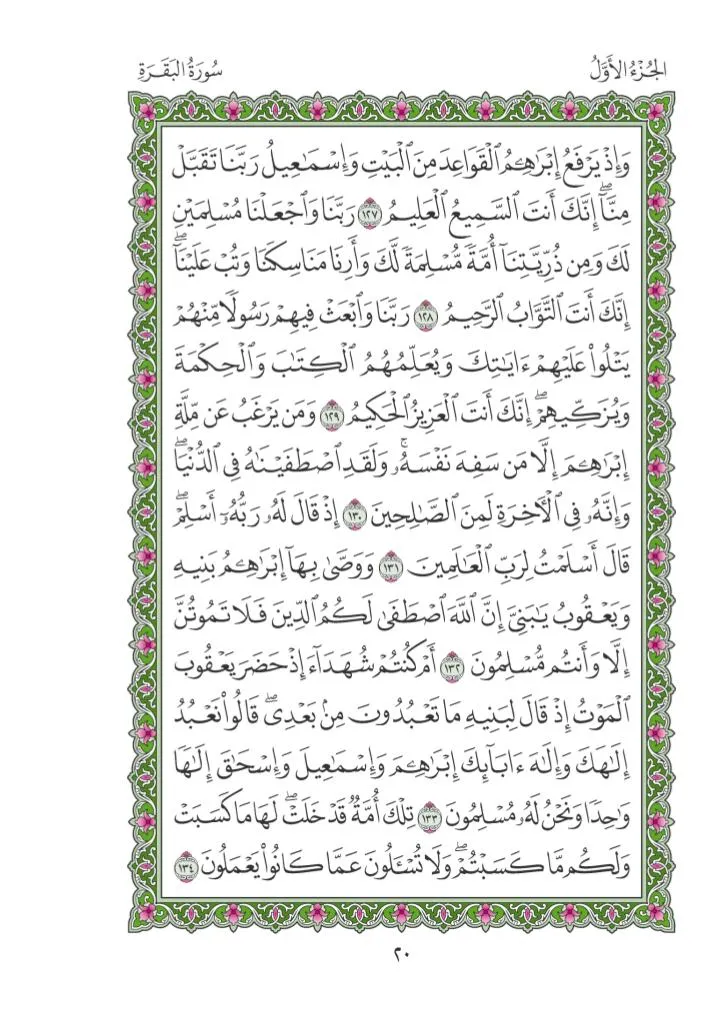 الجُزْءُ الأَوَّلُ
سُورَةُ البَقَرَةِ
وَإِذْ يَرْفَعُ إِبْرَٰهِـۧمُ ٱلْقَوَاعِدَ مِنَ ٱلْبَيْتِ وَإِسْمَـٰعِيلُ رَبَّنَا تَقَبَّلْ
مِنَّآ ۖ إِنَّكَ أَنتَ ٱلسَّمِيعُ ٱلْعَلِيمُ ١٢٧ رَبَّنَا وَٱجْعَلْنَا مُسْلِمَيْنِ
لَكَ وَمِن ذُرِّيَّتِنَآ أُمَّةً مُّسْلِمَةً لَّكَ وَأَرِنَا مَنَاسِكَنَا وَتُبْ عَلَيْنَآ ۖ
إِنَّكَ أَنتَ ٱلتَّوَّابُ ٱلرَّحِيمُ ١٢٨ رَبَّنَا وَٱبْعَثْ فِيهِمْ رَسُولًا مِّنْهُمْ
يَتْلُوا۟ عَلَيْهِمْ ءَايَـٰتِكَ وَيُعَلِّمُهُمُ ٱلْكِتَـٰبَ وَٱلْحِكْمَةَ
وَيُزَكِّيهِمْ ۖ إِنَّكَ أَنتَ ٱلْعَزِيزُ ٱلْحَكِيمُ ١٢٩ وَمَن يَرْغَبُ عَن مِّلَّةِ
إِبْرَٰهِـۧمَ إِلَّا مَن سَفِهَ نَفْسَهُۥ ۚ وَلَقَدِ ٱصْطَفَيْنَـٰهُ فِى ٱلدُّنْيَا ۖ
وَإِنَّهُۥ فِى ٱلْـَٔاخِرَةِ لَمِنَ ٱلصَّـٰلِحِينَ ١٣٠ إِذْ قَالَ لَهُۥ رَبُّهُۥٓ أَسْلِمْ ۖ
قَالَ أَسْلَمْتُ لِرَبِّ ٱلْعَـٰلَمِينَ ١٣١ وَوَصَّىٰ بِهَآ إِبْرَٰهِـۧمُ بَنِيهِ
وَيَعْقُوبُ يَـٰبَنِىَّ إِنَّ ٱللَّهَ ٱصْطَفَىٰ لَكُمُ ٱلدِّينَ فَلَا تَمُوتُنَّ
إِلَّا وَأَنتُم مُّسْلِمُونَ ١٣٢ أَمْ كُنتُمْ شُهَدَآءَ إِذْ حَضَرَ يَعْقُوبَ
ٱلْمَوْتُ إِذْ قَالَ لِبَنِيهِ مَا تَعْبُدُونَ مِنۢ بَعْدِى ۖ قَالُوا۟ نَعْبُدُ
إِلَـٰهَكَ وَإِلَـٰهَ ءَابَآئِكَ إِبْرَٰهِـۧمَ وَإِسْمَـٰعِيلَ وَإِسْحَـٰقَ إِلَـٰهًا
وَٰحِدًا وَنَحْنُ لَهُۥ مُسْلِمُونَ ١٣٣ تِلْكَ أُمَّةٌ قَدْ خَلَتْ ۖ لَهَا مَا كَسَبَتْ
وَلَكُم مَّا كَسَبْتُمْ ۖ وَلَا تُسْـَٔلُونَ عَمَّا كَانُوا۟ يَعْمَلُونَ ١٣٤
٢٠